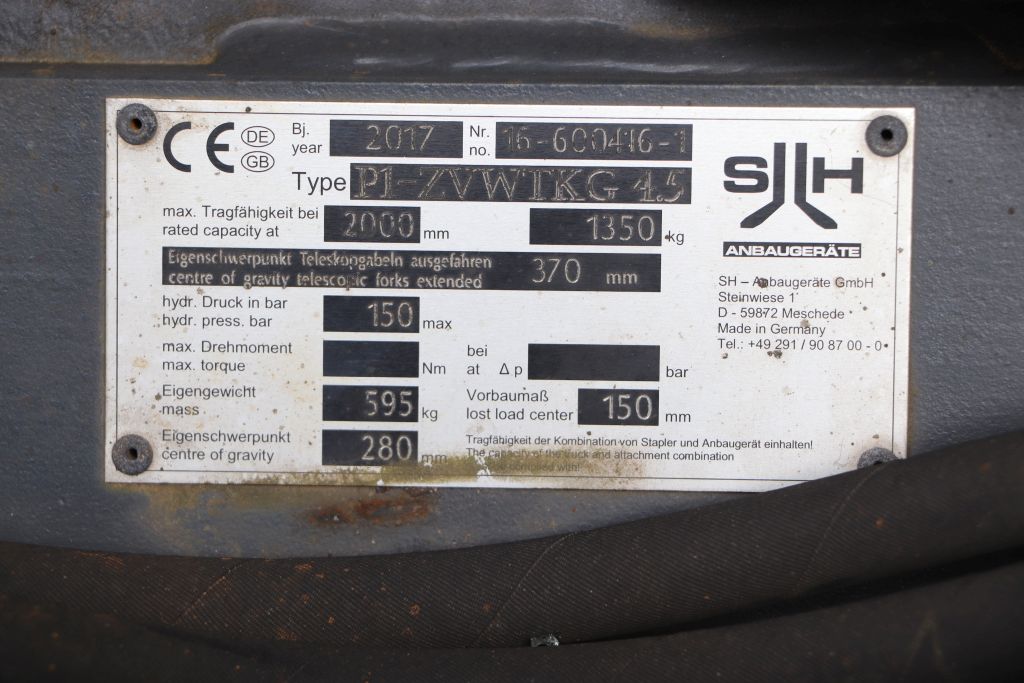 CE DE GB
Bj. year 2017 Nr. no. 16-600416-1
Type P1-ZVWTKG 4.5
max. Tragfähigkeit bei
rated capacity at 2000 mm 1350 kg
Eigenschwerpunkt Teleskopgabeln ausgefahren
centre of gravity telescopic forks extended 370 mm
hydr. Druck in bar
hydr. press. bar 150 max
max. Drehmoment
max. torque Nm bei at Δ p bar
Eigengewicht
mass 595 kg
Vorbaumaß
lost load center 150 mm
Eigenschwerpunkt
centre of gravity 280 mm
Tragfähigkeit der Kombination von Stapler und Anbaugerät einhalten!
The capacity of the truck and attachment combination
be complied with!
SH
ANBAUGERÄTE
SH – Anbaugeräte GmbH
Steinwiese 1
D - 59872 Meschede
Made in Germany
Tel.: +49 291 / 90 87 00 - 0